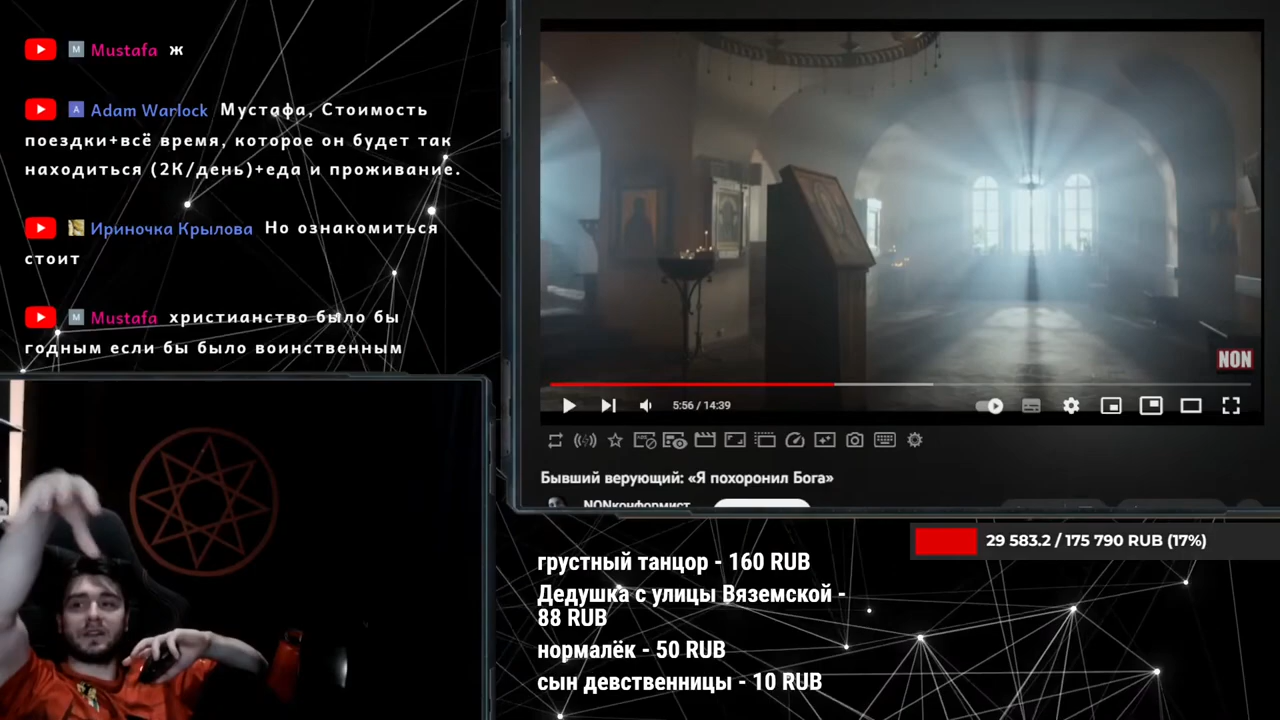 M Mustafa ж
A Adam Warlock Мустафа, Стоимость
поездки+всё время, которое он будет так
находиться (2К/день)+еда и проживание.
Ириночка Крылова Но ознакомиться
стоит
M Mustafa христианство было бы
годным если бы было воинственным
NON
5:56 / 14:39
Бывший верующий: «Я похоронил Бога»
NONконформист
29 583.2 / 175 790 RUB (17%)
грустный танцор - 160 RUB
Дедушка с улицы Вяземской -
88 RUB
нормалёк - 50 RUB
сын девственницы - 10 RUB